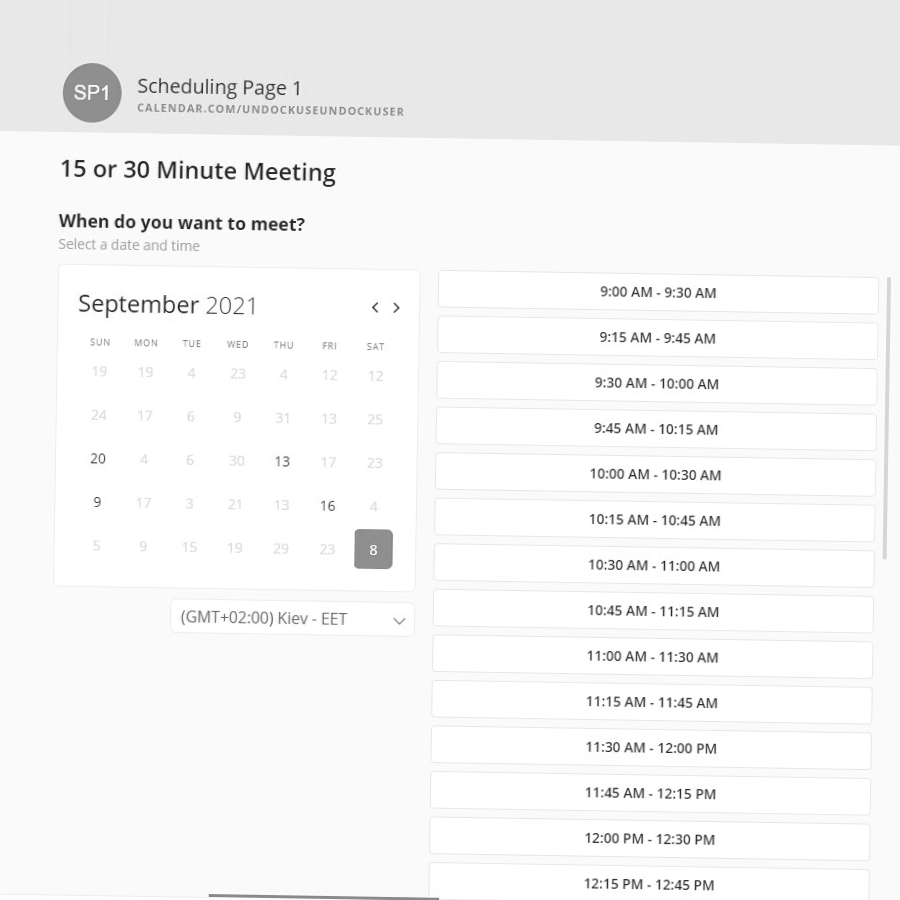 SP1
Scheduling Page 1
CALENDAR.COM/UNDOCKUSEUNDOCKUSER
15 or 30 Minute Meeting
When do you want to meet?
Select a date and time
September 2021
SUN MON TUE WED THU FRI SAT
19 19 4 23 4 12 12
24 17 6 9 31 13 25
20 4 6 30 13 17 23
9 17 3 21 13 16 4
5 9 15 19 29 23 8
(GMT+02:00) Kiev - EET
9:00 AM - 9:30 AM
9:15 AM - 9:45 AM
9:30 AM - 10:00 AM
9:45 AM - 10:15 AM
10:00 AM - 10:30 AM
10:15 AM - 10:45 AM
10:30 AM - 11:00 AM
10:45 AM - 11:15 AM
11:00 AM - 11:30 AM
11:15 AM - 11:45 AM
11:30 AM - 12:00 PM
11:45 AM - 12:15 PM
12:00 PM - 12:30 PM
12:15 PM - 12:45 PM